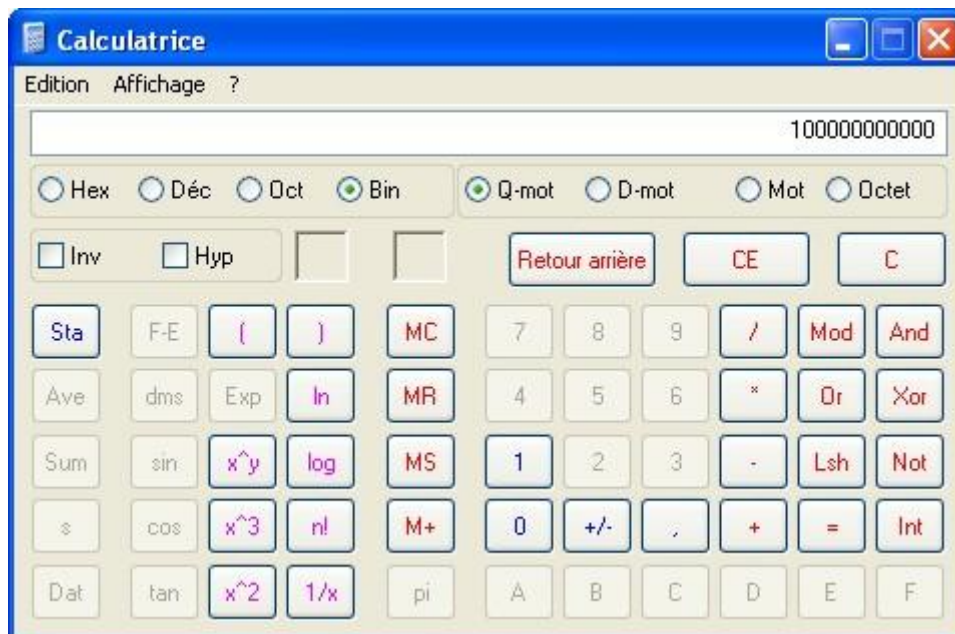 Calculatrice
Edition Affichage ?
100000000000
Hex Déc Oct Bin Q-mot D-mot Mot Octet
Inv Hyp Retour arrière CE C
Sta F-E ( ) MC 7 8 9 / Mod And
Ave dms Exp ln MR 4 5 6 * Or Xor
Sum sin x^y log MS 1 2 3 - Lsh Not
s cos x^3 n! M+ 0 +/- , + = Int
Dat tan x^2 1/x pi A B C D E F